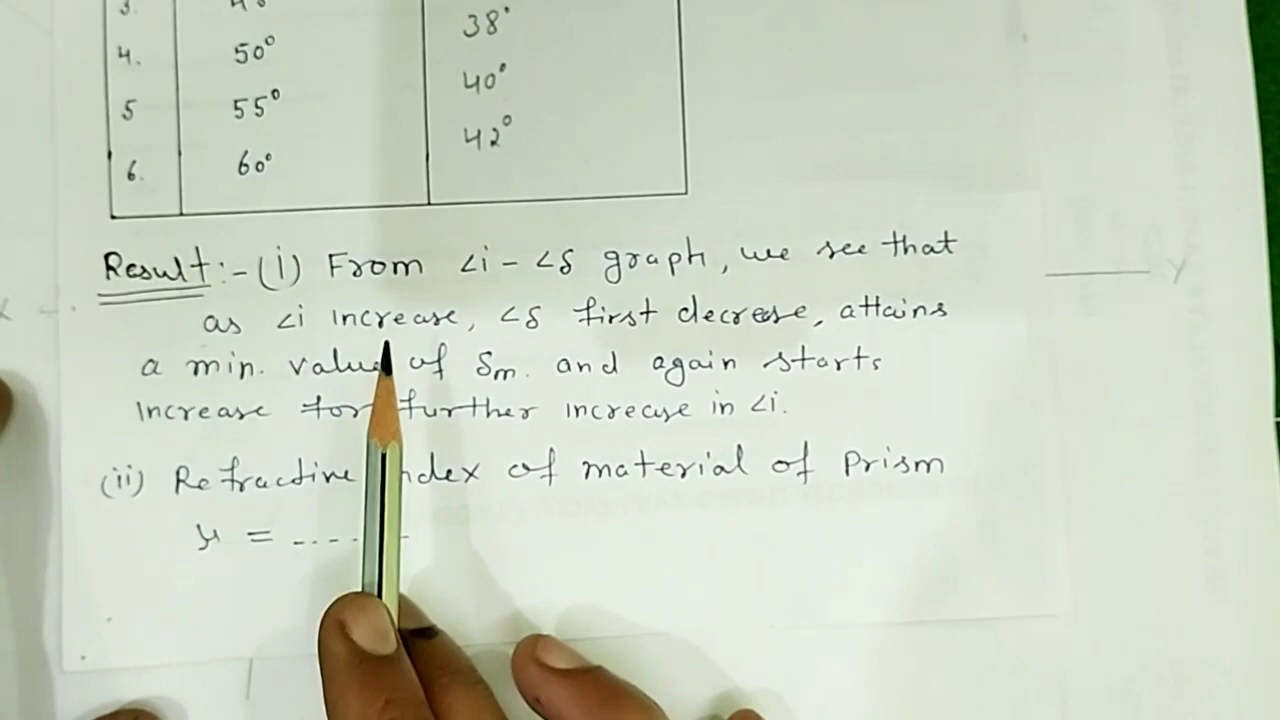 38°
4. 50°
40°
5 55°
42°
6. 60°
Result:-(i) From ∠i - ∠δ graph, we see that
as ∠i increase, ∠δ first decrease, attains
a min. value of δm. and again starts
increase for further increase in ∠i.
(ii) Refractive index of material of Prism
μ = ......
Y